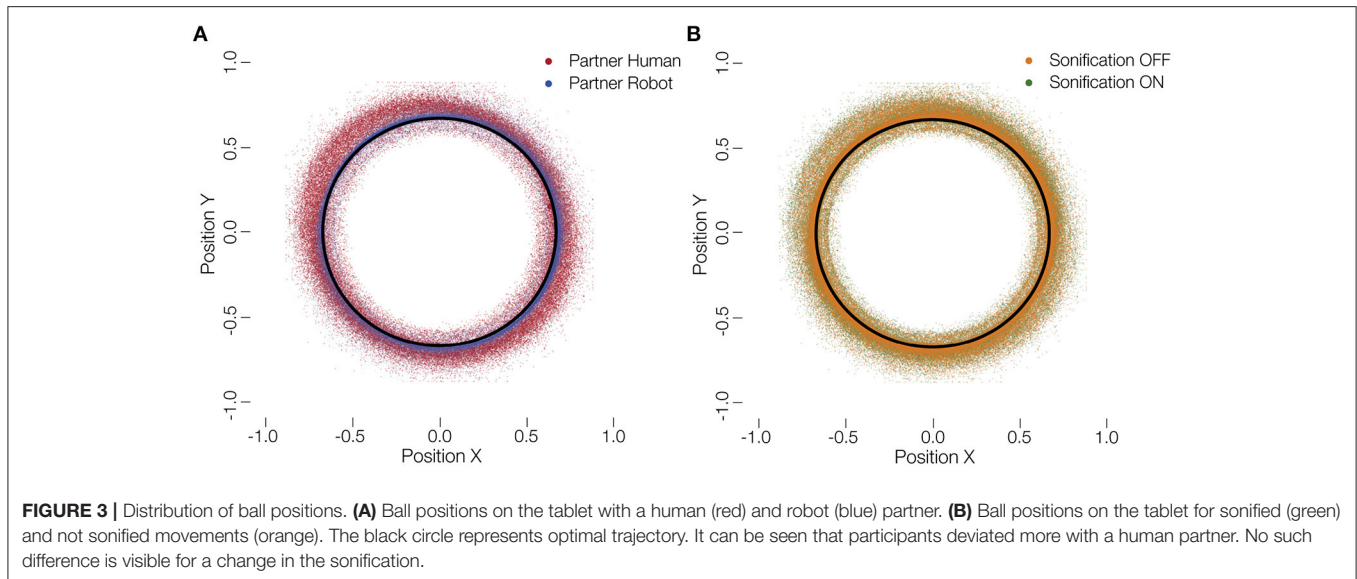 A
Partner Human
Partner Robot
1.0
0.5
0.0
-0.5
-1.0
Position Y
-1.0 -0.5 0.0 0.5 1.0
Position X
B
Sonification OFF
Sonification ON
1.0
0.5
0.0
-0.5
-1.0
Position Y
-1.0 -0.5 0.0 0.5 1.0
Position X
FIGURE 3 | Distribution of ball positions. (A) Ball positions on the tablet with a human (red) and robot (blue) partner. (B) Ball positions on the tablet for sonified (green)
and not sonified movements (orange). The black circle represents optimal trajectory. It can be seen that participants deviated more with a human partner. No such
difference is visible for a change in the sonification.